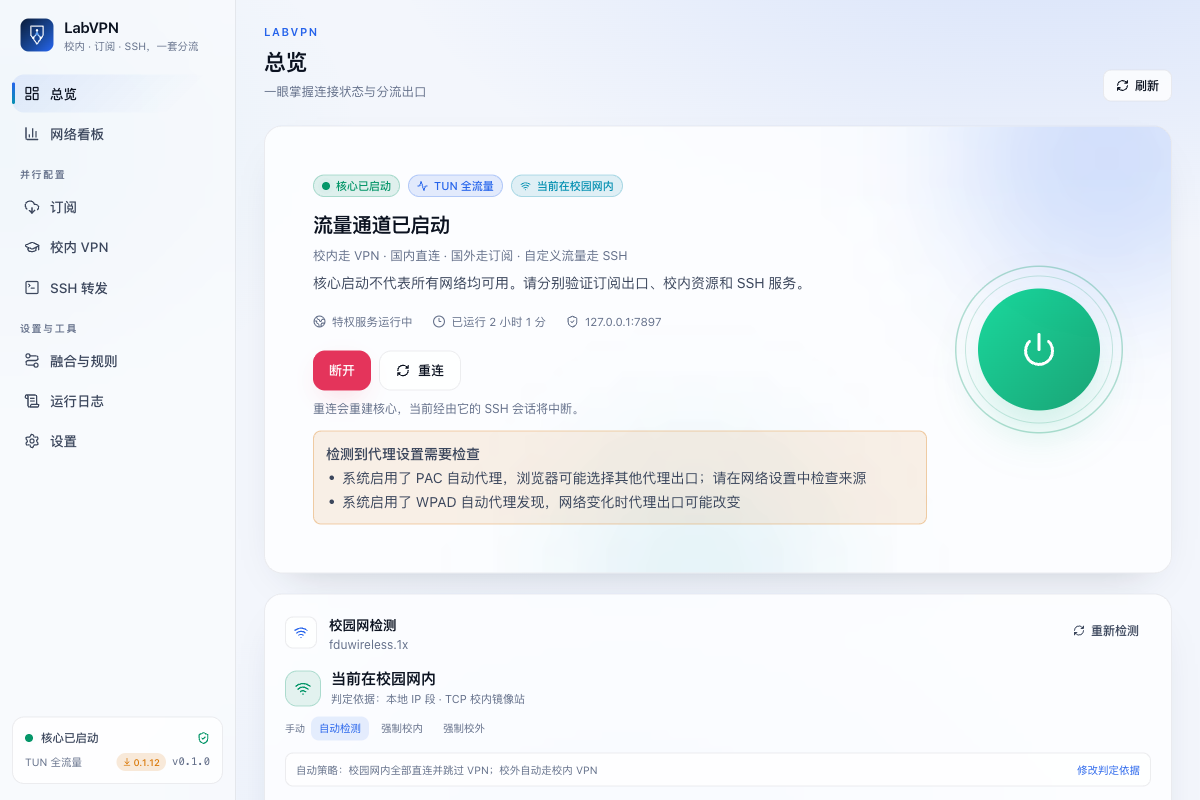 LabVPN
校内 · 订阅 · SSH，一套分流
总览
网络看板
并行配置
订阅
校内 VPN
SSH 转发
设置与工具
融合与规则
运行日志
设置
核心已启动
TUN 全流量
0.1.12
v0.1.0
LABVPN
总览
一眼掌握连接状态与分流出口
刷新
核心已启动
TUN 全流量
当前在校园网内
流量通道已启动
校内走 VPN · 国内直连 · 国外走订阅 · 自定义流量走 SSH
核心启动不代表所有网络均可用。请分别验证订阅出口、校内资源和 SSH 服务。
特权服务运行中
已运行 2 小时 1 分
127.0.0.1:7897
断开
重连
重连会重建核心，当前经由它的 SSH 会话将中断。
检测到代理设置需要检查
• 系统启用了 PAC 自动代理，浏览器可能选择其他代理出口；请在网络设置中检查来源
• 系统启用了 WPAD 自动代理发现，网络变化时代理出口可能改变
校园网检测
fduwireless.1x
重新检测
当前在校园网内
判定依据：本地 IP 段 · TCP 校内镜像站
手动
自动检测
强制校内
强制校外
自动策略：校园网内全部直连并跳过 VPN；校外自动走校内 VPN
修改判定依据